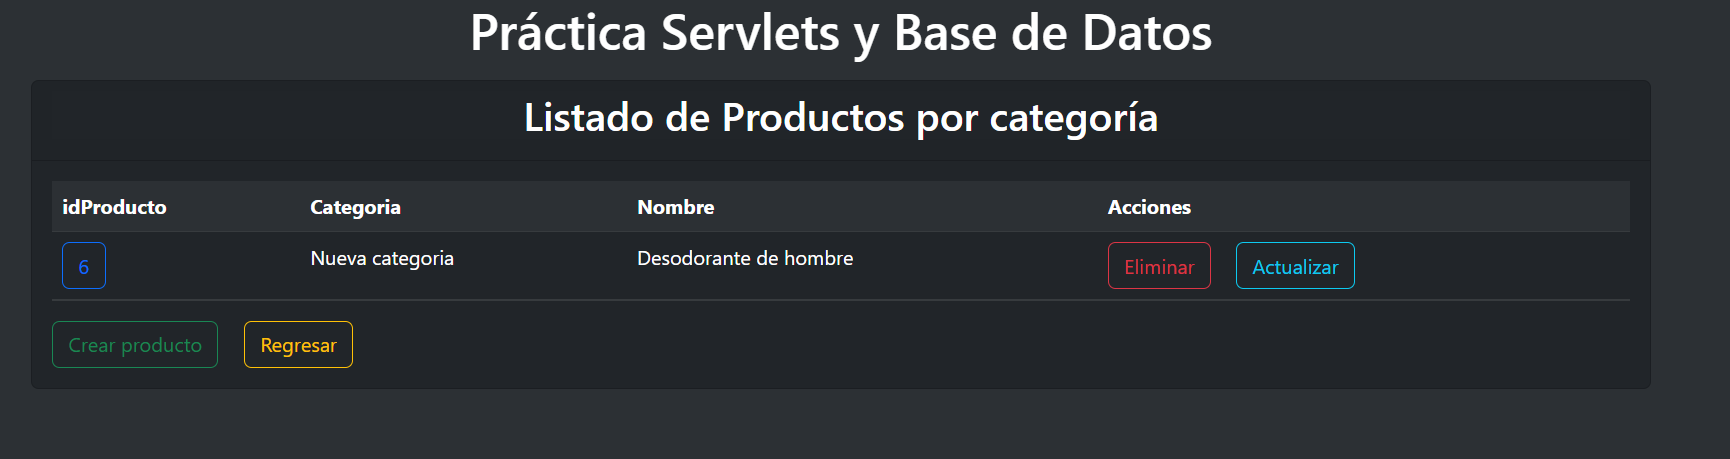 Práctica Servlets y Base de Datos
Listado de Productos por categoría
idProducto Categoria Nombre Acciones
6 Nueva categoria Desodorante de hombre Eliminar Actualizar
Crear producto Regresar